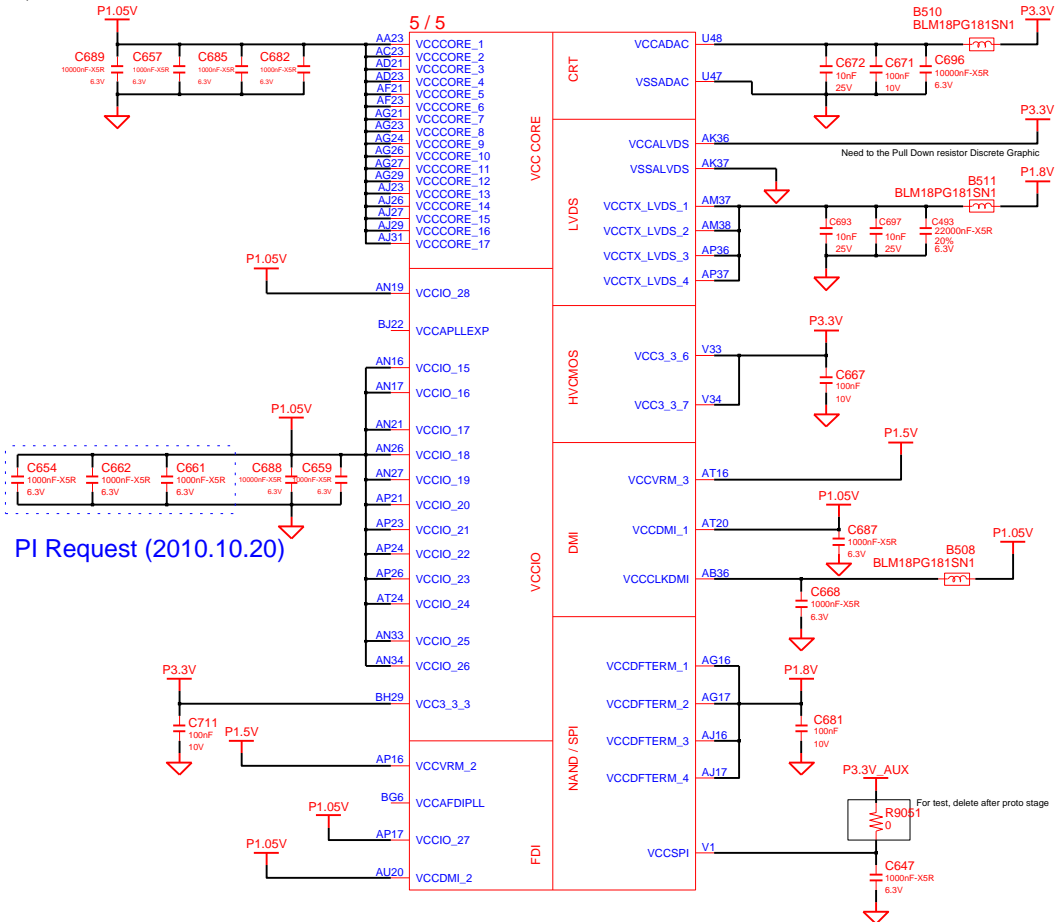 5 / 5
P1.05V
C689
10000nF-X5R
6.3V
C657
1000nF-X5R
6.3V
C685
1000nF-X5R
6.3V
C682
1000nF-X5R
6.3V
AA23 VCCCORE_1
AC23 VCCCORE_2
AD21 VCCCORE_3
AD23 VCCCORE_4
AF21 VCCCORE_5
AF23 VCCCORE_6
AG21 VCCCORE_7
AG23 VCCCORE_8
AG24 VCCCORE_9
AG26 VCCCORE_10
AG27 VCCCORE_11
AG29 VCCCORE_12
AJ23 VCCCORE_13
AJ26 VCCCORE_14
AJ27 VCCCORE_15
AJ29 VCCCORE_16
AJ31 VCCCORE_17
VCC CORE
P1.05V
AN19 VCCIO_28
BJ22 VCCAPLLEXP
AN16 VCCIO_15
AN17 VCCIO_16
AN21 VCCIO_17
AN26 VCCIO_18
AN27 VCCIO_19
AP21 VCCIO_20
AP23 VCCIO_21
AP24 VCCIO_22
AP26 VCCIO_23
AT24 VCCIO_24
AN33 VCCIO_25
AN34 VCCIO_26
VCCIO
P1.05V
C654
1000nF-X5R
6.3V
C662
1000nF-X5R
6.3V
C661
1000nF-X5R
6.3V
C688
10000nF-X5R
6.3V
C659
1000nF-X5R
6.3V
PI Request (2010.10.20)
P3.3V
BH29 VCC3_3_3
C711
100nF
10V
P1.5V
AP16 VCCVRM_2
BG6 VCCAFDIPLL
P1.05V
AP17 VCCIO_27
P1.05V
AU20 VCCDMI_2
FDI
CRT
VCCADAC U48
VSSADAC U47
B510
BLM18PG181SN1
P3.3V
C672
10nF
25V
C671
100nF
10V
C696
10000nF-X5R
6.3V
LVDS
P3.3V
VCCALVDS AK36
Need to the Pull Down resistor Discrete Graphic
VSSALVDS AK37
B511
BLM18PG181SN1
P1.8V
VCCTX_LVDS_1 AM37
VCCTX_LVDS_2 AM38
VCCTX_LVDS_3 AP36
VCCTX_LVDS_4 AP37
C693
10nF
25V
C697
10nF
25V
C493
22000nF-X5R
20%
6.3V
HVCMOS
P3.3V
VCC3_3_6 V33
VCC3_3_7 V34
C667
100nF
10V
DMI
P1.5V
VCCVRM_3 AT16
P1.05V
VCCDMI_1 AT20
C687
1000nF-X5R
6.3V
B508
BLM18PG181SN1
P1.05V
VCCCLKDMI AB36
C668
1000nF-X5R
6.3V
NAND / SPI
VCCDFTERM_1 AG16
VCCDFTERM_2 AG17
VCCDFTERM_3 AJ16
VCCDFTERM_4 AJ17
P1.8V
C681
100nF
10V
P3.3V_AUX
For test, delete after proto stage
R9051
0
VCCSPI V1
C647
1000nF-X5R
6.3V